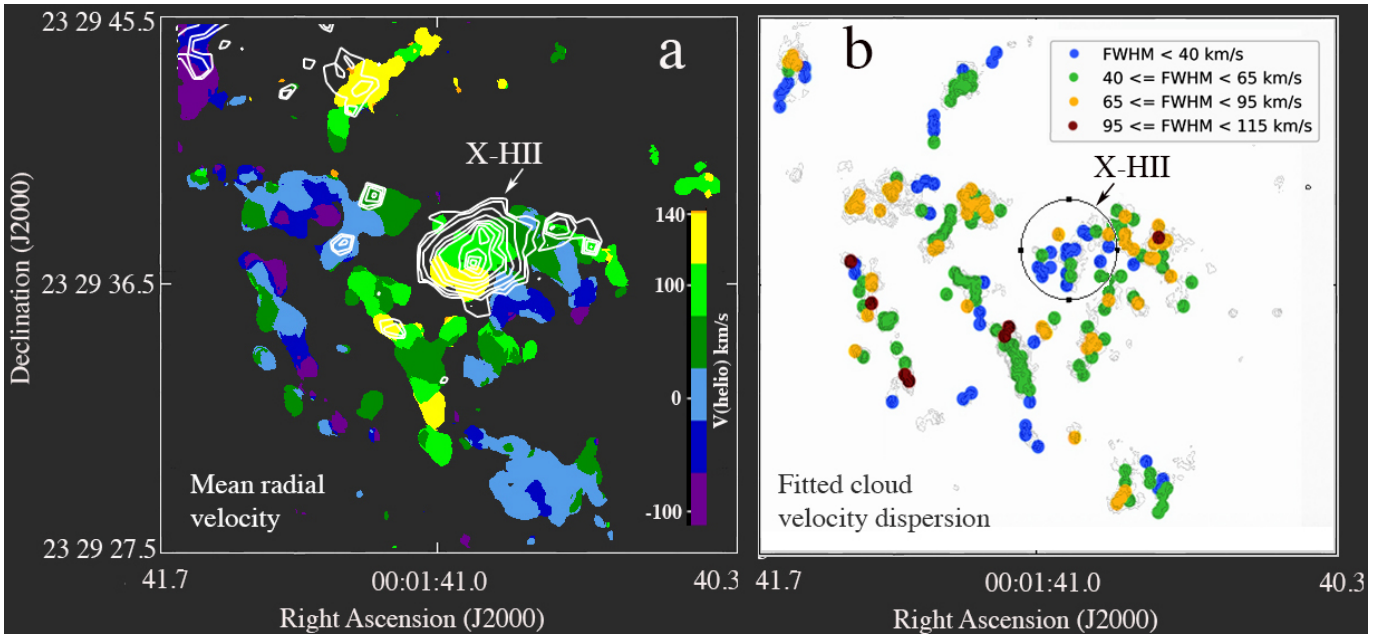 23 29 45.5
23 29 36.5
23 29 27.5
Declination (J2000)
a
X-HII
140
100
0
-100
V(helio) km/s
Mean radial
velocity
41.7
00:01:41.0
40.3
Right Ascension (J2000)
b
FWHM < 40 km/s
40 <= FWHM < 65 km/s
65 <= FWHM < 95 km/s
95 <= FWHM < 115 km/s
X-HII
Fitted cloud
velocity dispersion
41.7
00:01:41.0
40.3
Right Ascension (J2000)